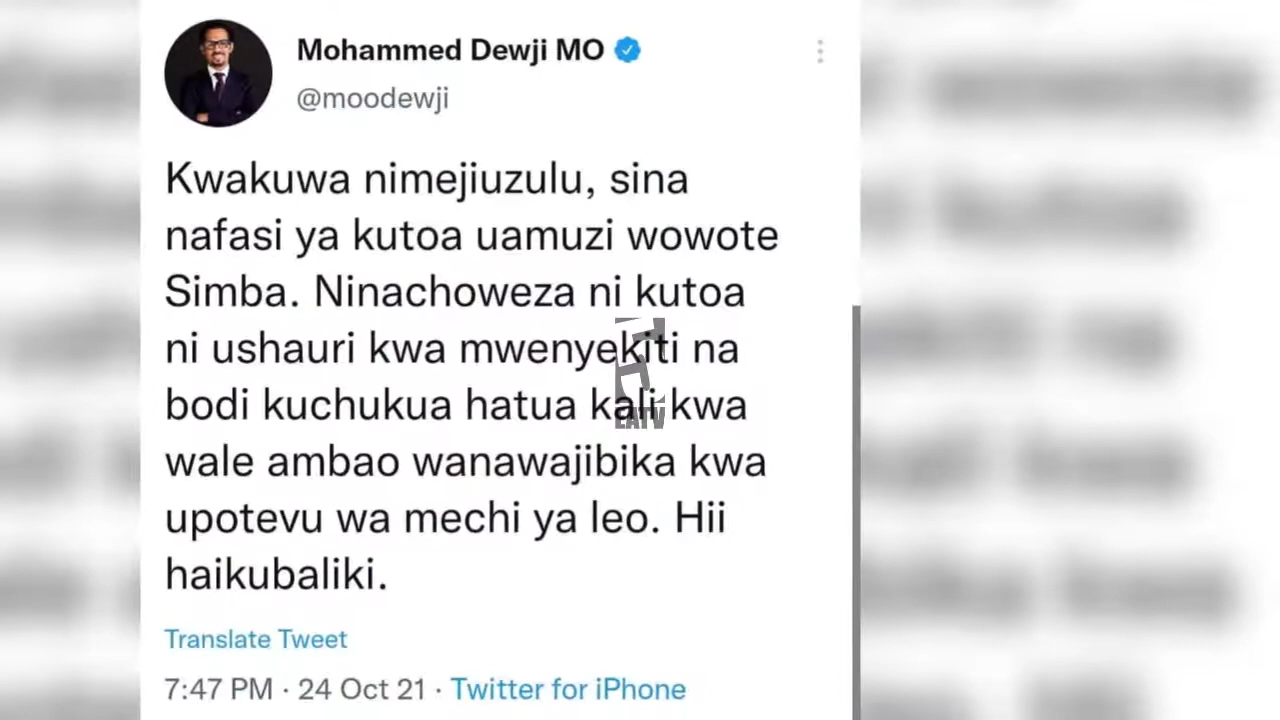 Mohammed Dewji MO
@moodewji
Kwakuwa nimejiuzulu, sina
nafasi ya kutoa uamuzi wowote
Simba. Ninachoweza ni kutoa
ni ushauri kwa mwenyekiti na
bodi kuchukua hatua kali kwa
wale ambao wanawajibika kwa
upotevu wa mechi ya leo. Hii
haikubaliki.
EATV
Translate Tweet
7:47 PM · 24 Oct 21 · Twitter for iPhone